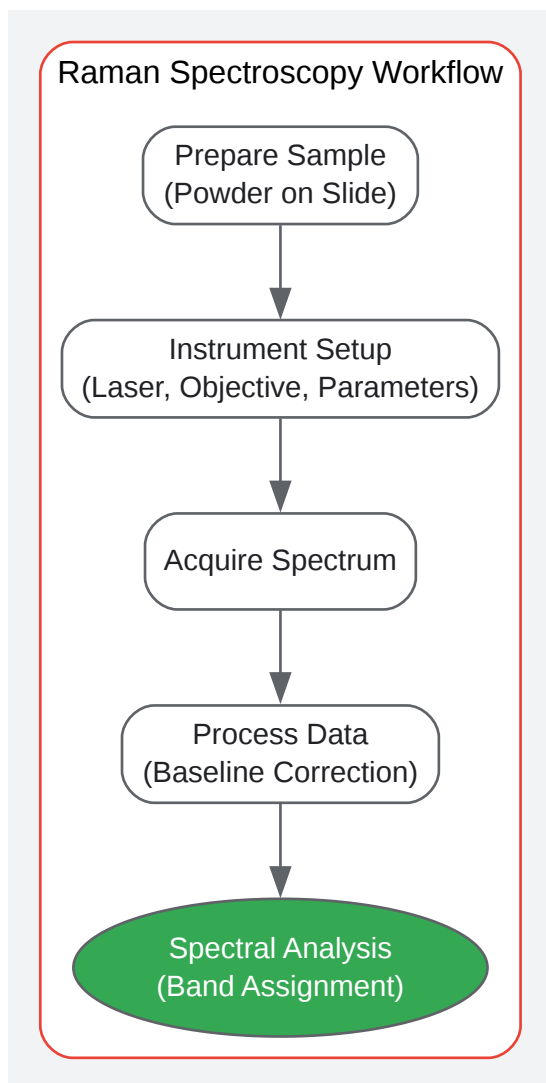 Raman Spectroscopy Workflow
Prepare Sample
(Powder on Slide)
Instrument Setup
(Laser, Objective, Parameters)
Acquire Spectrum
Process Data
(Baseline Correction)
Spectral Analysis
(Band Assignment)